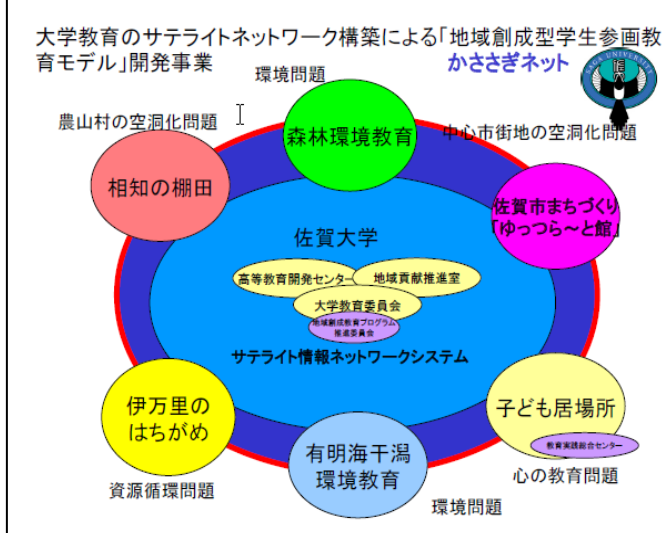 大学教育のサテライトネットワーク構築による「地域創成型学生参画教
育モデル」開発事業
かささぎネット
SAGA UNIVERSITY
環境問題
農山村の空洞化問題
森林環境教育
中心市街地の空洞化問題
相知の棚田
佐賀市まちづくり
「ゆっつら～と館」
佐賀大学
高等教育開発センター
地域貢献推進室
大学教育委員会
地域創成教育プログラム
推進委員会
サテライト情報ネットワークシステム
伊万里の
はちがめ
子ども居場所
教育実践総合センター
有明海干潟
環境教育
心の教育問題
資源循環問題
環境問題